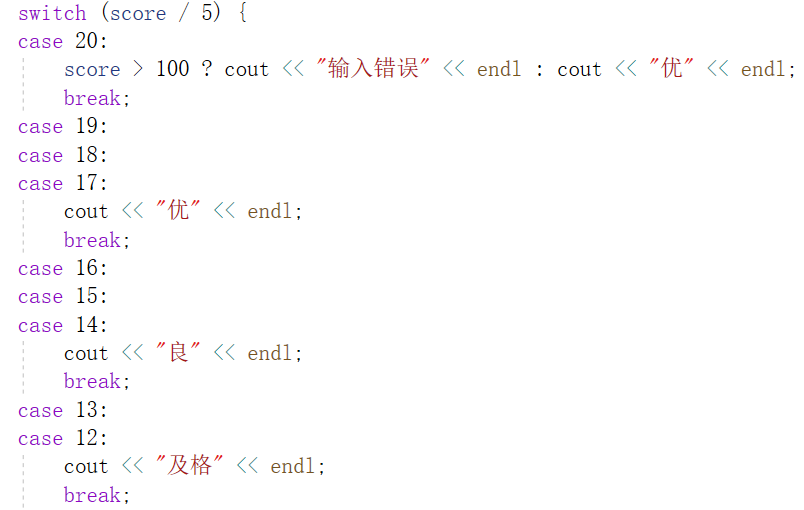 switch (score / 5) {
case 20:
    score > 100 ? cout << "输入错误" << endl : cout << "优" << endl;
    break;
case 19:
case 18:
case 17:
    cout << "优" << endl;
    break;
case 16:
case 15:
case 14:
    cout << "良" << endl;
    break;
case 13:
case 12:
    cout << "及格" << endl;
    break;